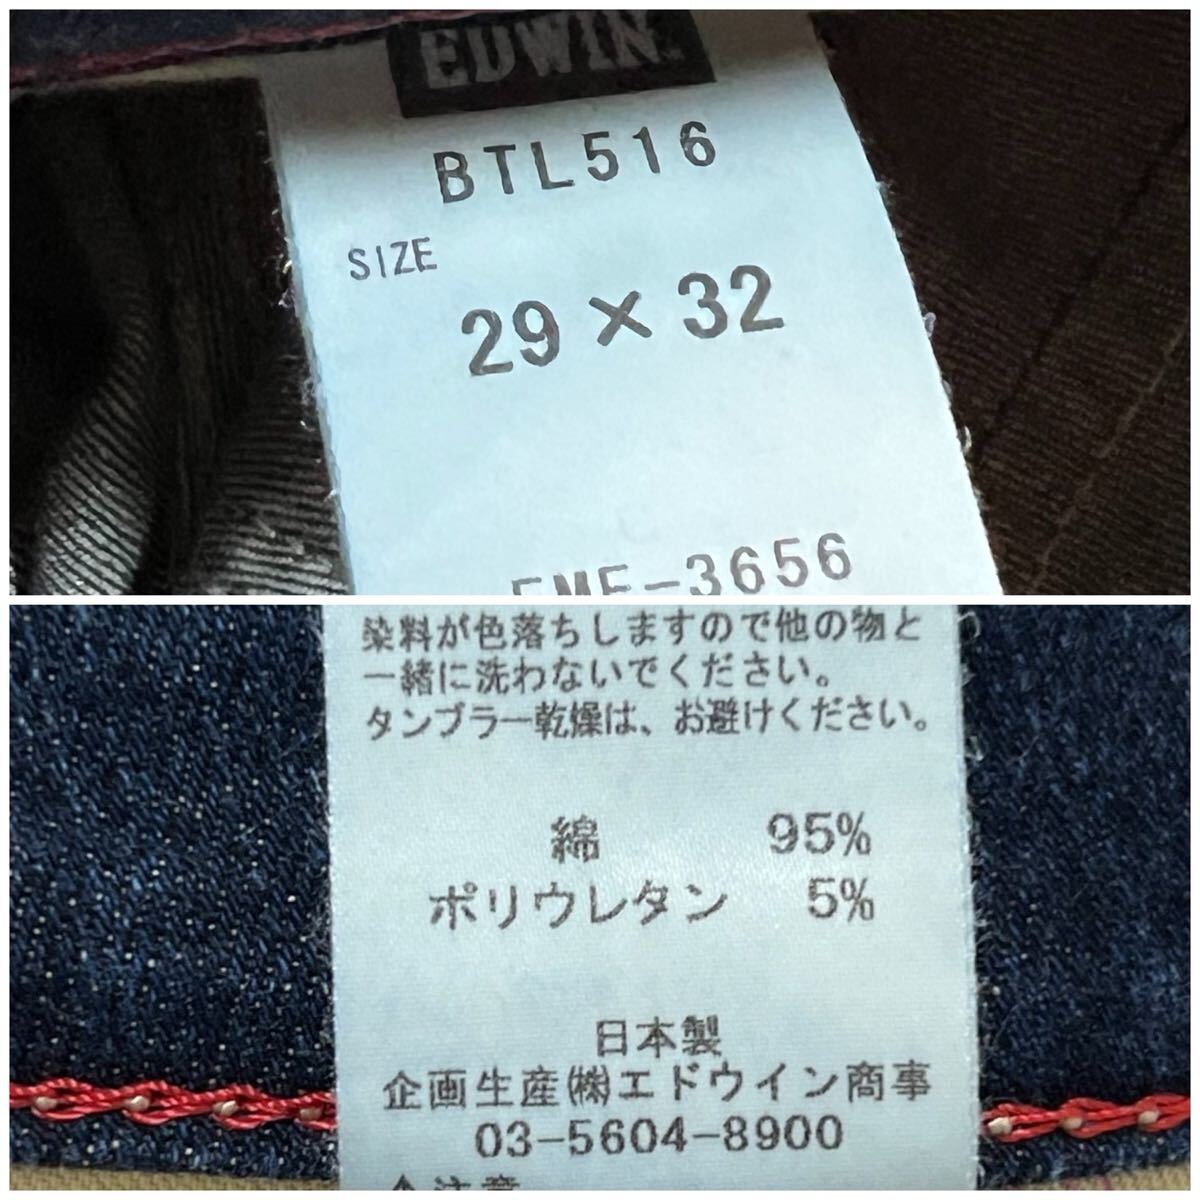 EDWIN
BTL516
SIZE
29×32
-3656
染料が色落ちしますので他の物と
一緒に洗わないでください。
タンブラー乾燥は、お避けください。
綿 95%
ポリウレタン 5%
日本製
企画生産㈱エドウイン商事
03-5604-8900
注意